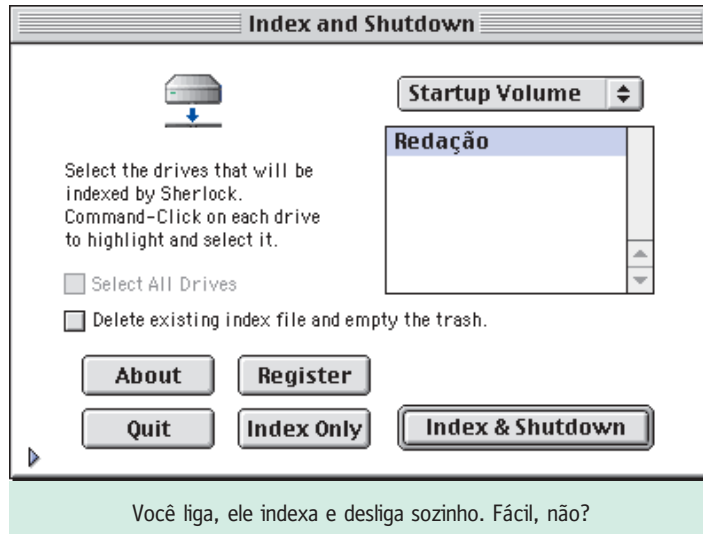 Index and Shutdown
Startup Volume
Redação
Select the drives that will be
indexed by Sherlock.
Command-Click on each drive
to highlight and select it.
Select All Drives
Delete existing index file and empty the trash.
About
Register
Quit
Index Only
Index & Shutdown
Você liga, ele indexa e desliga sozinho. Fácil, não?